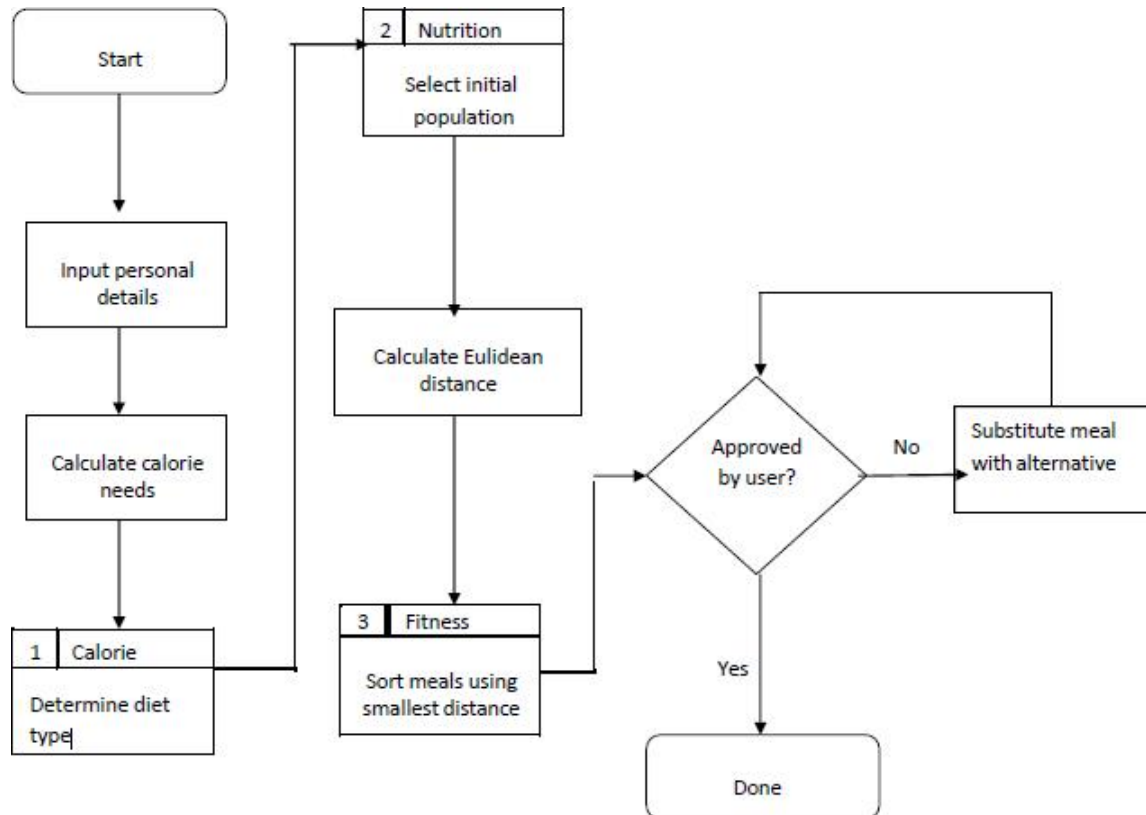 Start
Input personal
details
Calculate calorie
needs
1 Calorie
Determine diet
type
2 Nutrition
Select initial
population
Calculate Eulidean
distance
3 Fitness
Sort meals using
smallest distance
Approved
by user?
No
Substitute meal
with alternative
Yes
Done